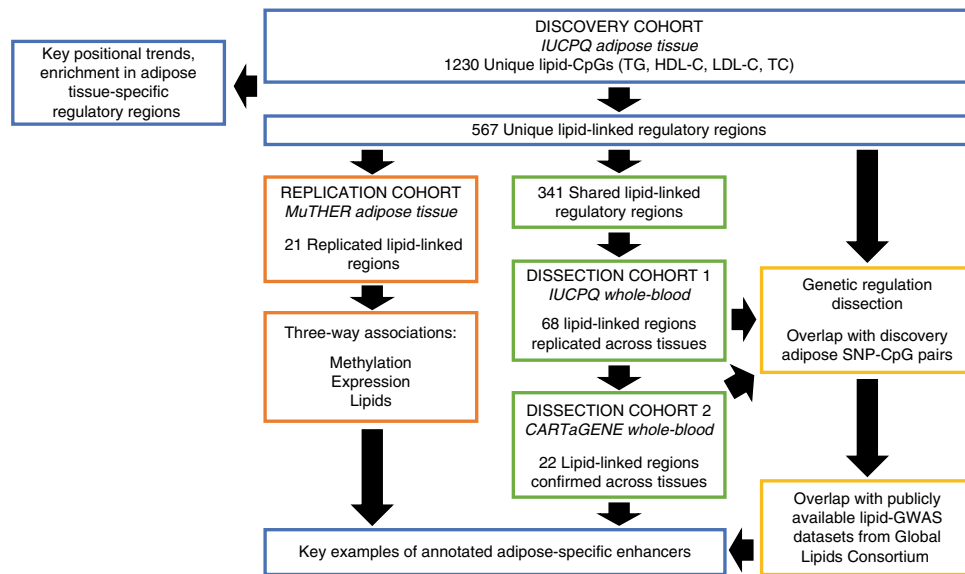 DISCOVERY COHORT
IUCPQ adipose tissue
1230 Unique lipid-CpGs (TG, HDL-C, LDL-C, TC)
Key positional trends,
enrichment in adipose
tissue-specific
regulatory regions
567 Unique lipid-linked regulatory regions
REPLICATION COHORT
MuTHER adipose tissue
21 Replicated lipid-linked
regions
Three-way associations:
Methylation
Expression
Lipids
341 Shared lipid-linked
regulatory regions
DISSECTION COHORT 1
IUCPQ whole-blood
68 lipid-linked regions
replicated across tissues
DISSECTION COHORT 2
CARTaGENE whole-blood
22 Lipid-linked regions
confirmed across tissues
Genetic regulation
dissection
Overlap with discovery
adipose SNP-CpG pairs
Overlap with publicly
available lipid-GWAS
datasets from Global
Lipids Consortium
Key examples of annotated adipose-specific enhancers